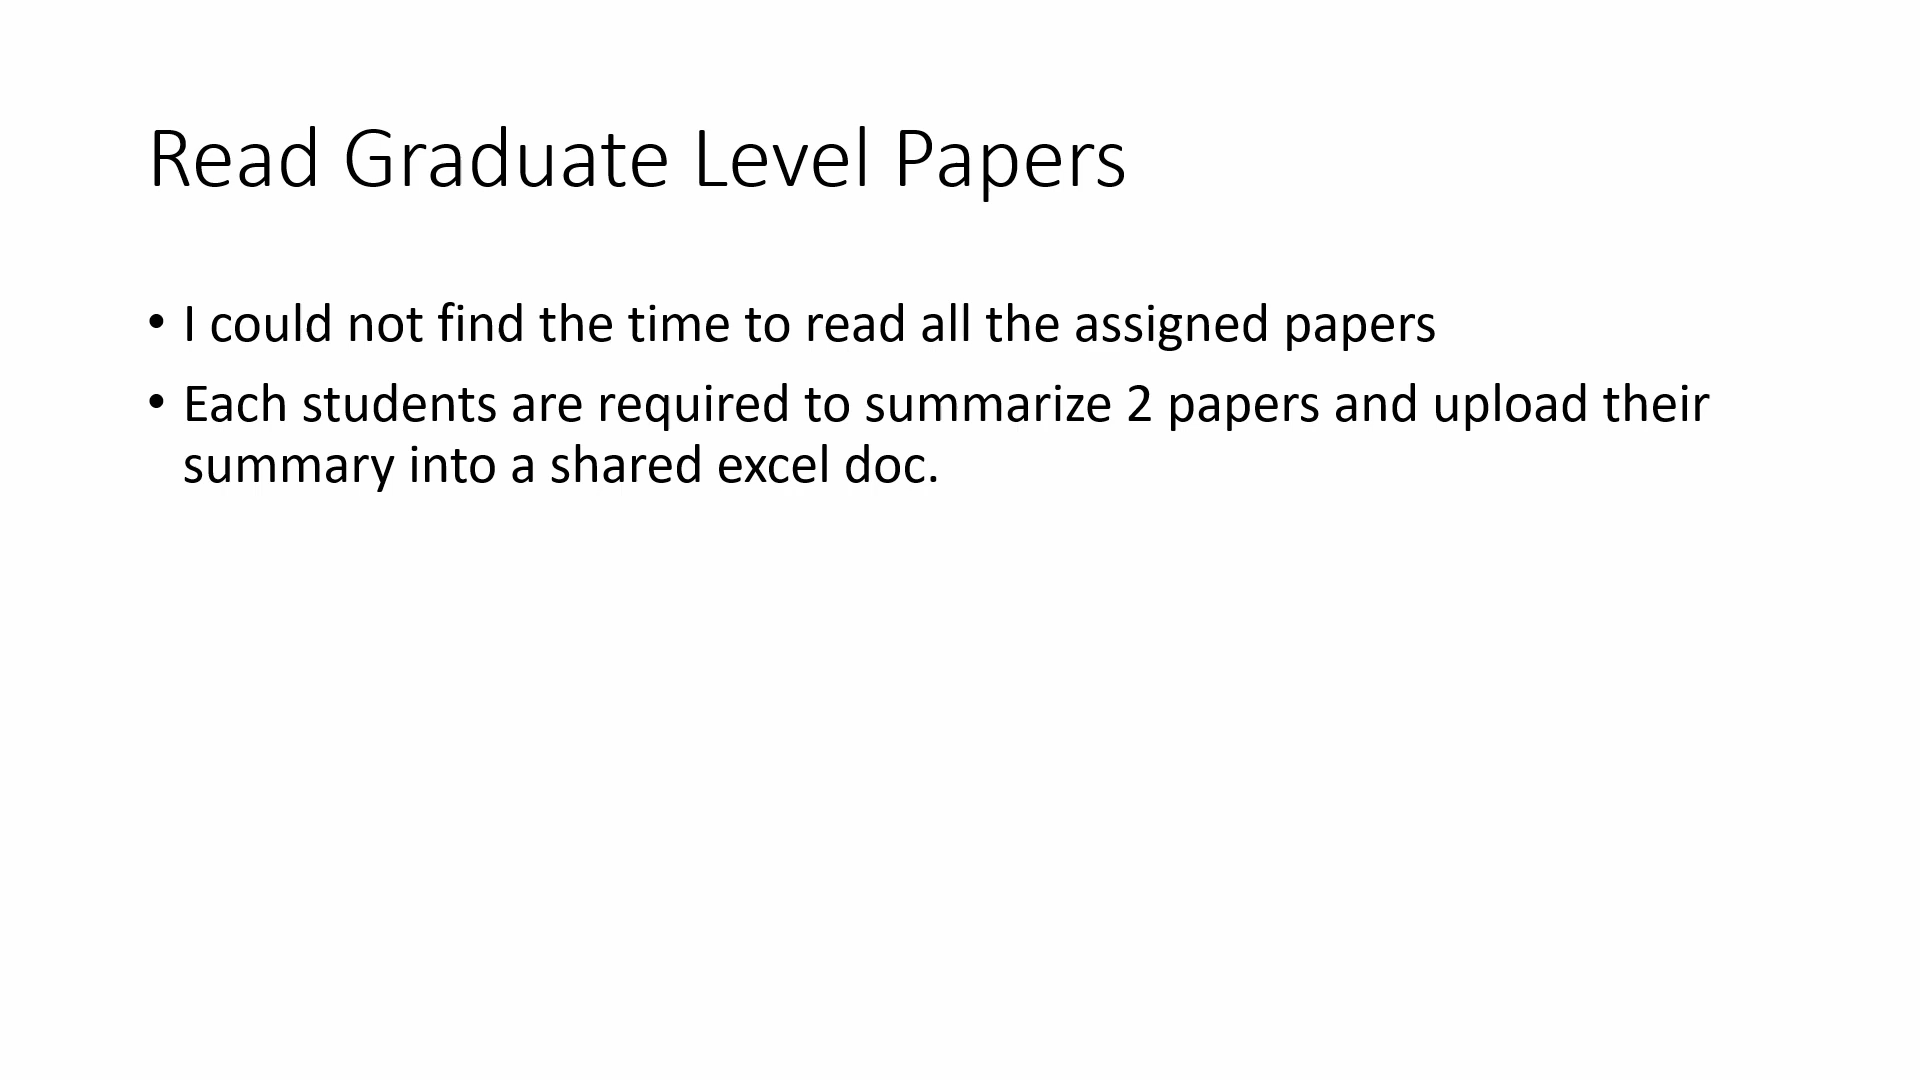 Read Graduate Level Papers
• I could not find the time to read all the assigned papers
• Each students are required to summarize 2 papers and upload their
summary into a shared excel doc.